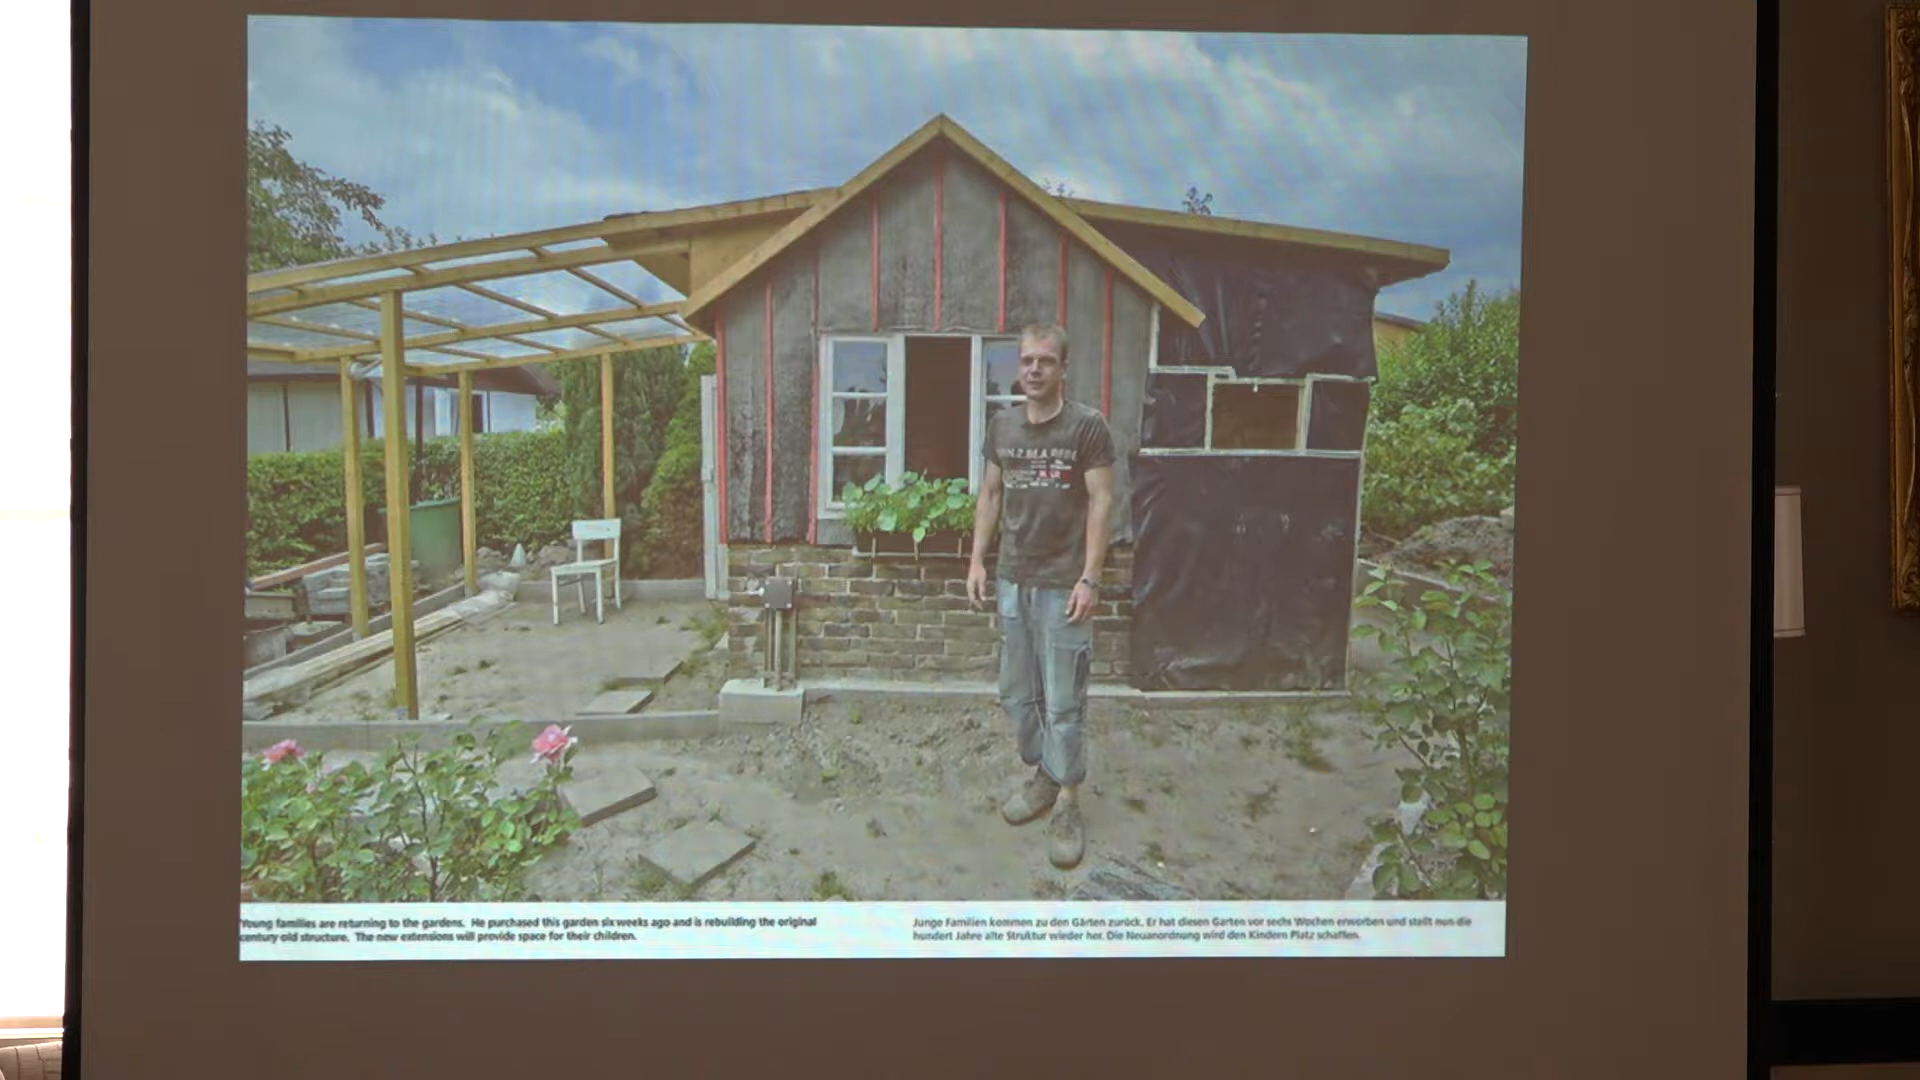 Young families are returning to the gardens. He purchased this garden six weeks ago and is rebuilding the original
century old structure. The new extensions will provide space for their children.
Junge Familien kommen zu den Gärten zurück. Er hat diesen Garten vor sechs Wochen erworben und stellt nun die
hundert Jahre alte Struktur wieder her. Die Neuanordnung wird den Kindern Platz schaffen.